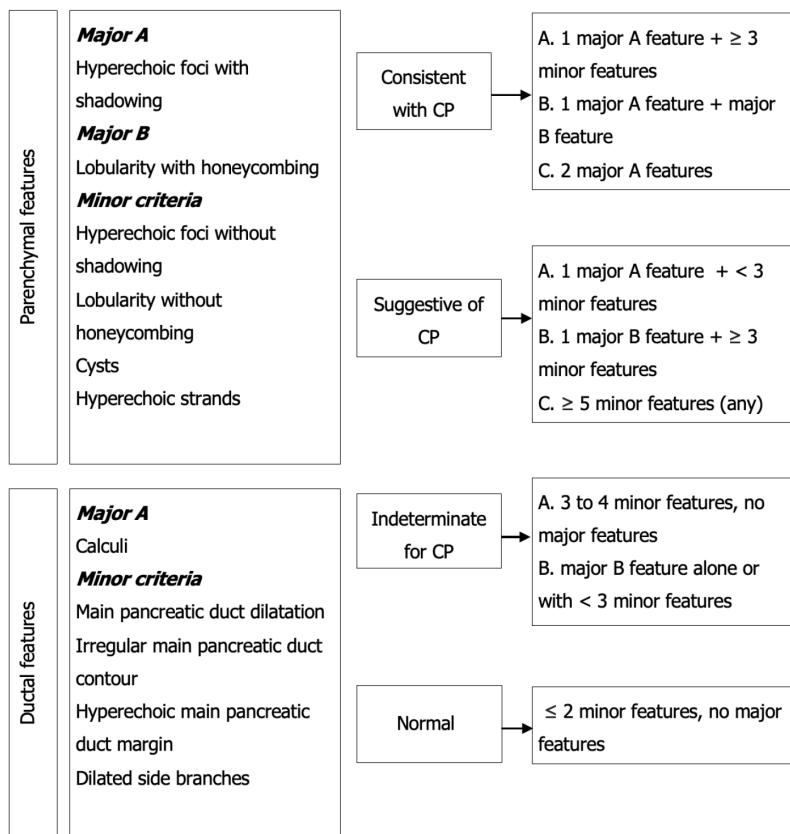 Parenchymal features
Major A
Hyperechoic foci with
shadowing
Major B
Lobularity with honeycombing
Minor criteria
Hyperechoic foci without
shadowing
Lobularity without
honeycombing
Cysts
Hyperechoic strands
Ductal features
Major A
Calculi
Minor criteria
Main pancreatic duct dilatation
Irregular main pancreatic duct
contour
Hyperechoic main pancreatic
duct margin
Dilated side branches
Consistent
with CP
A. 1 major A feature + ≥ 3
minor features
B. 1 major A feature + major
B feature
C. 2 major A features
Suggestive of
CP
A. 1 major A feature + < 3
minor features
B. 1 major B feature + ≥ 3
minor features
C. ≥ 5 minor features (any)
Indeterminate
for CP
A. 3 to 4 minor features, no
major features
B. major B feature alone or
with < 3 minor features
Normal
≤ 2 minor features, no major
features